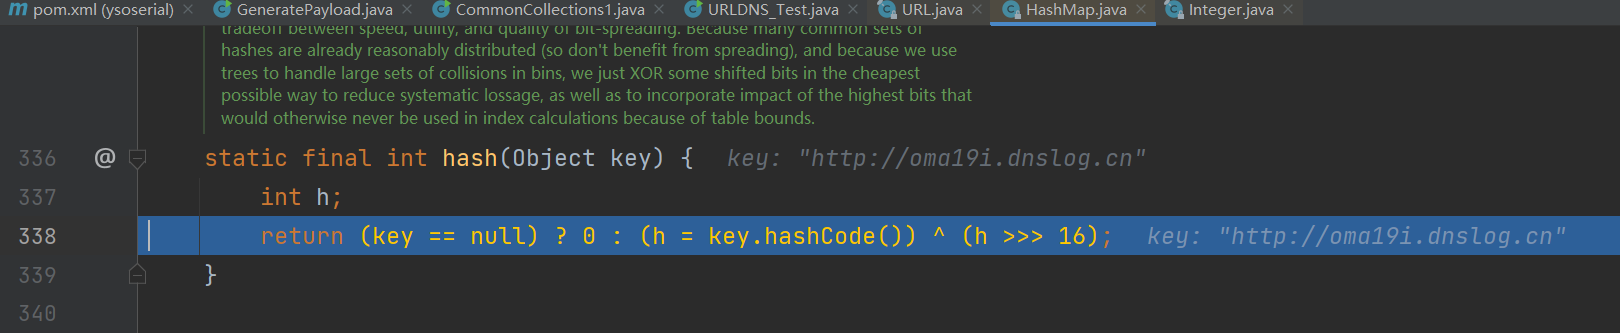 pom.xml (ysoserial) GeneratePayload.java CommonCollections1.java URLDNS_Test.java URL.java HashMap.java Integer.java
tradeoff between speed, utility, and quality of bit-spreading. Because many common sets of
hashes are already reasonably distributed (so don't benefit from spreading), and because we use
trees to handle large sets of collisions in bins, we just XOR some shifted bits in the cheapest
possible way to reduce systematic lossage, as well as to incorporate impact of the highest bits that
would otherwise never be used in index calculations because of table bounds.
336 @ static final int hash(Object key) { key: "http://oma19i.dnslog.cn"
337 int h;
338 return (key == null) ? 0 : (h = key.hashCode()) ^ (h >>> 16); key: "http://oma19i.dnslog.cn"
339 }
340